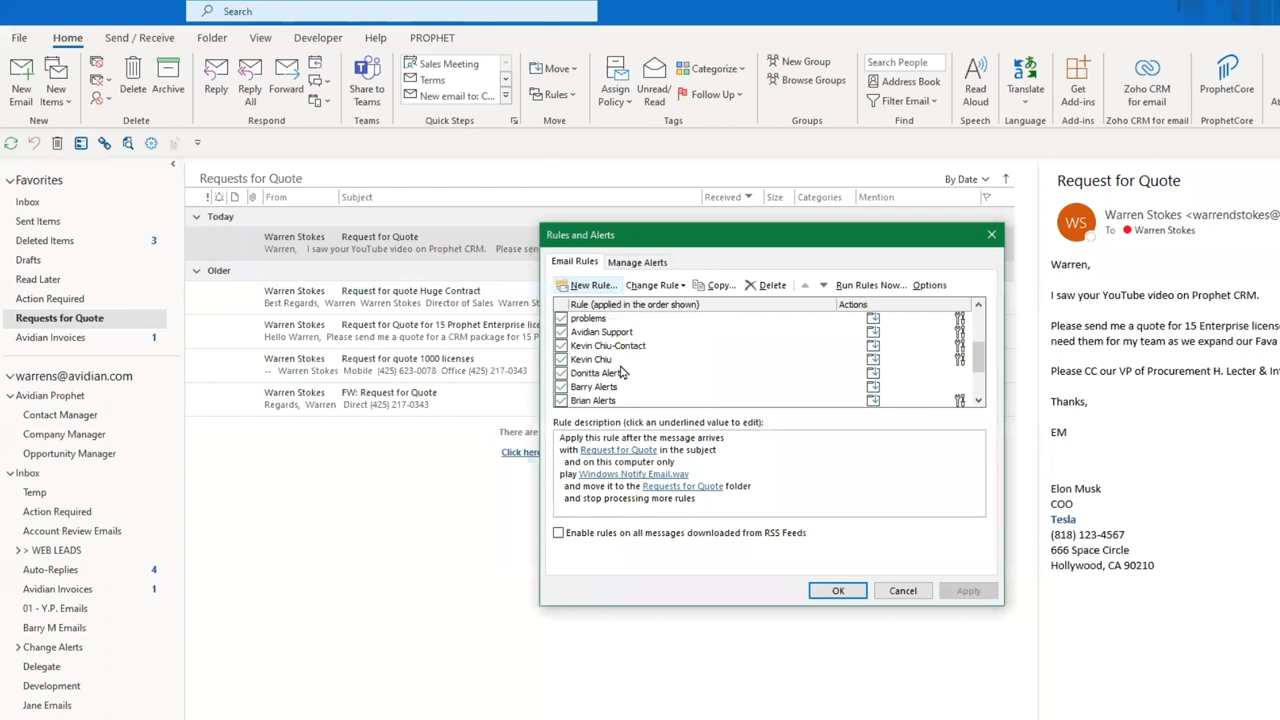 Search
File Home Send / Receive Folder View Developer Help PROPHET
New Email
New Items
Delete
Archive
Reply
Reply All
Forward
Share to Teams
Sales Meeting
Terms
New email to: C...
Move
Rules
Assign Policy
Unread/ Read
Categorize
Follow Up
New Group
Browse Groups
Search People
Address Book
Filter Email
Read Aloud
Translate
Get Add-ins
Zoho CRM for email
ProphetCore
New Delete Respond Teams Quick Steps Move Tags Groups Find Speech Language Add-ins Zoho CRM for email ProphetCore
Favorites
Inbox
Sent Items
Deleted Items 3
Drafts
Read Later
Action Required
Requests for Quote
Avidian Invoices 1
warrens@avidian.com
Avidian Prophet
Contact Manager
Company Manager
Opportunity Manager
Inbox
Temp
Action Required
Account Review Emails
> WEB LEADS
Auto-Replies 4
Avidian Invoices 1
01 - Y.P. Emails
Barry M Emails
Change Alerts
Delegate
Development
Jane Emails
Requests for Quote By Date
! From Subject Received Size Categories Mention
Today
Warren Stokes Request for Quote
Warren, I saw your YouTube video on Prophet CRM. Please sen
Older
Warren Stokes Request for quote Huge Contract
Best Regards, Warren Stokes Director of Sales
Warren Stokes Request for Quote for 15 Prophet Enterprise lice
Hello Warren, Please send me a quote for a CRM package for 15 P
Warren Stokes Request for quote 1000 licenses
-- Warren Stokes Mobile (425) 623-0078 Office (425) 217-0343
Warren Stokes FW: Request for Quote
Regards, Warren Direct (425) 217-0343
There are
Click here
Rules and Alerts
Email Rules Manage Alerts
New Rule... Change Rule Copy... Delete Run Rules Now... Options
Rule (applied in the order shown) Actions
problems
Avidian Support
Kevin Chiu-Contact
Kevin Chiu
Donitta Alerts
Barry Alerts
Brian Alerts
Rule description (click an underlined value to edit):
Apply this rule after the message arrives
with Request for Quote in the subject
and on this computer only
play Windows Notify Email.wav
and move it to the Requests for Quote folder
and stop processing more rules
Enable rules on all messages downloaded from RSS Feeds
OK Cancel Apply
Request for Quote
WS
Warren Stokes <warrendstokes@
To Warren Stokes
Warren,
I saw your YouTube video on Prophet CRM.
Please send me a quote for 15 Enterprise licens
need them for my team as we expand our Fava
Please CC our VP of Procurement H. Lecter & Int
Thanks,
EM
Elon Musk
COO
Tesla
(818) 123-4567
666 Space Circle
Hollywood, CA 90210